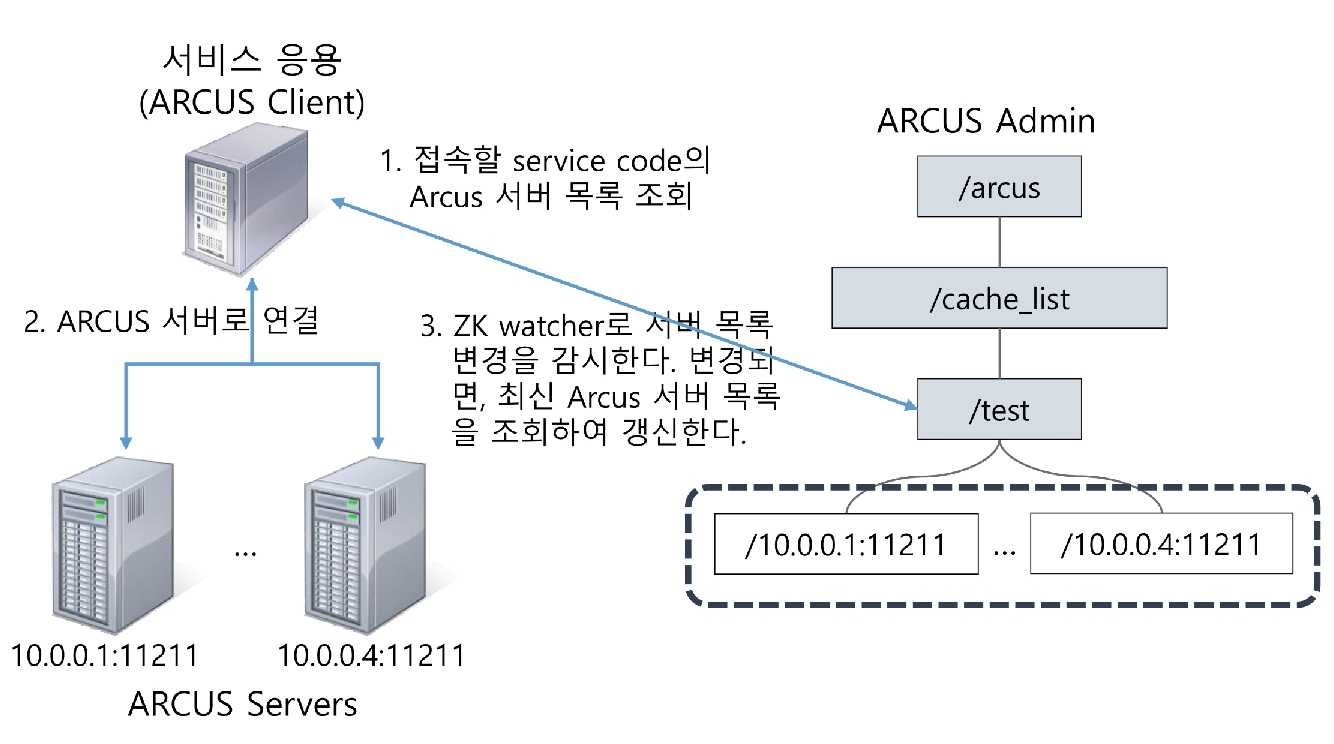 서비스 응용
(ARCUS Client)
1. 접속할 service code의
Arcus 서버 목록 조회
2. ARCUS 서버로 연결
3. ZK watcher로 서버 목록
변경을 감시한다. 변경되
면, 최신 Arcus 서버 목록
을 조회하여 갱신한다.
...
10.0.0.1:11211
10.0.0.4:11211
ARCUS Servers
ARCUS Admin
/arcus
/cache_list
/test
/10.0.0.1:11211
...
/10.0.0.4:11211